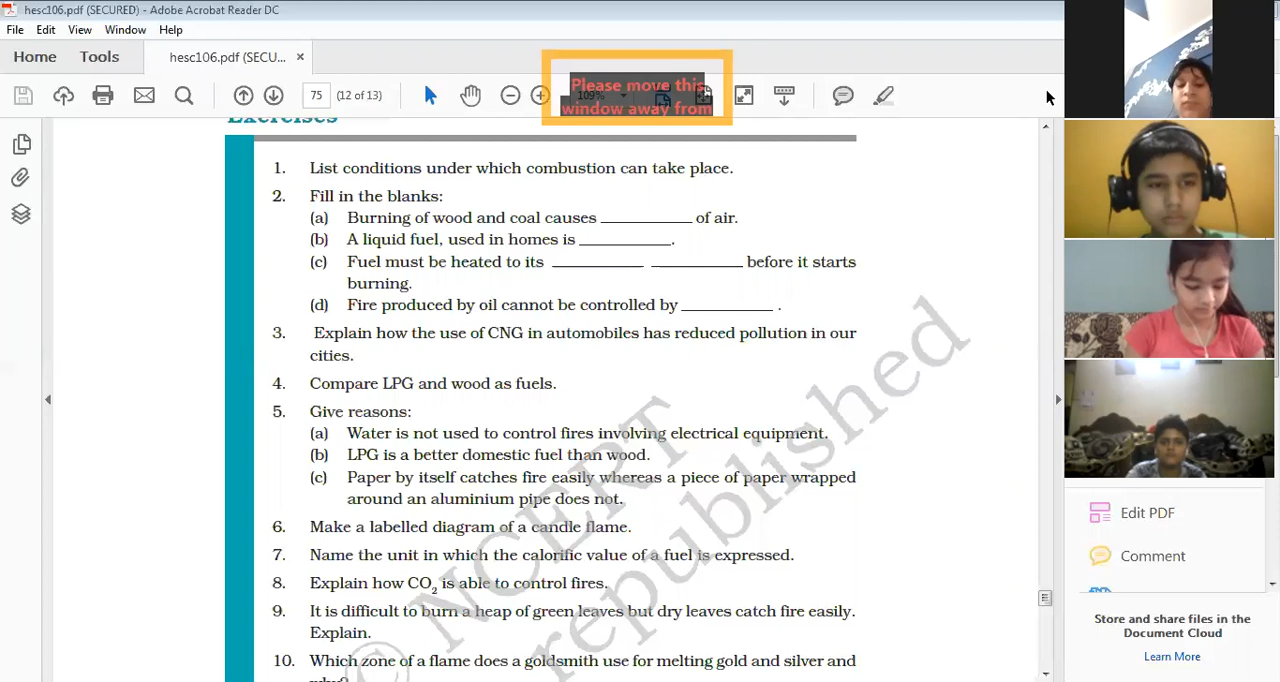 hesc106.pdf (SECURED) - Adobe Acrobat Reader DC
File Edit View Window Help
Home Tools hesc106.pdf (SECU... ×
75 (12 of 13) 109%
Please move this
window away from
Exercises
1. List conditions under which combustion can take place.
2. Fill in the blanks:
(a) Burning of wood and coal causes __________ of air.
(b) A liquid fuel, used in homes is __________.
(c) Fuel must be heated to its __________ __________ before it starts
burning.
(d) Fire produced by oil cannot be controlled by __________ .
3. Explain how the use of CNG in automobiles has reduced pollution in our
cities.
4. Compare LPG and wood as fuels.
5. Give reasons:
(a) Water is not used to control fires involving electrical equipment.
(b) LPG is a better domestic fuel than wood.
(c) Paper by itself catches fire easily whereas a piece of paper wrapped
around an aluminium pipe does not.
6. Make a labelled diagram of a candle flame.
7. Name the unit in which the calorific value of a fuel is expressed.
8. Explain how CO₂ is able to control fires.
9. It is difficult to burn a heap of green leaves but dry leaves catch fire easily.
Explain.
10. Which zone of a flame does a goldsmith use for melting gold and silver and
why?
© NCERT
republished
Edit PDF
Comment
Store and share files in the
Document Cloud
Learn More